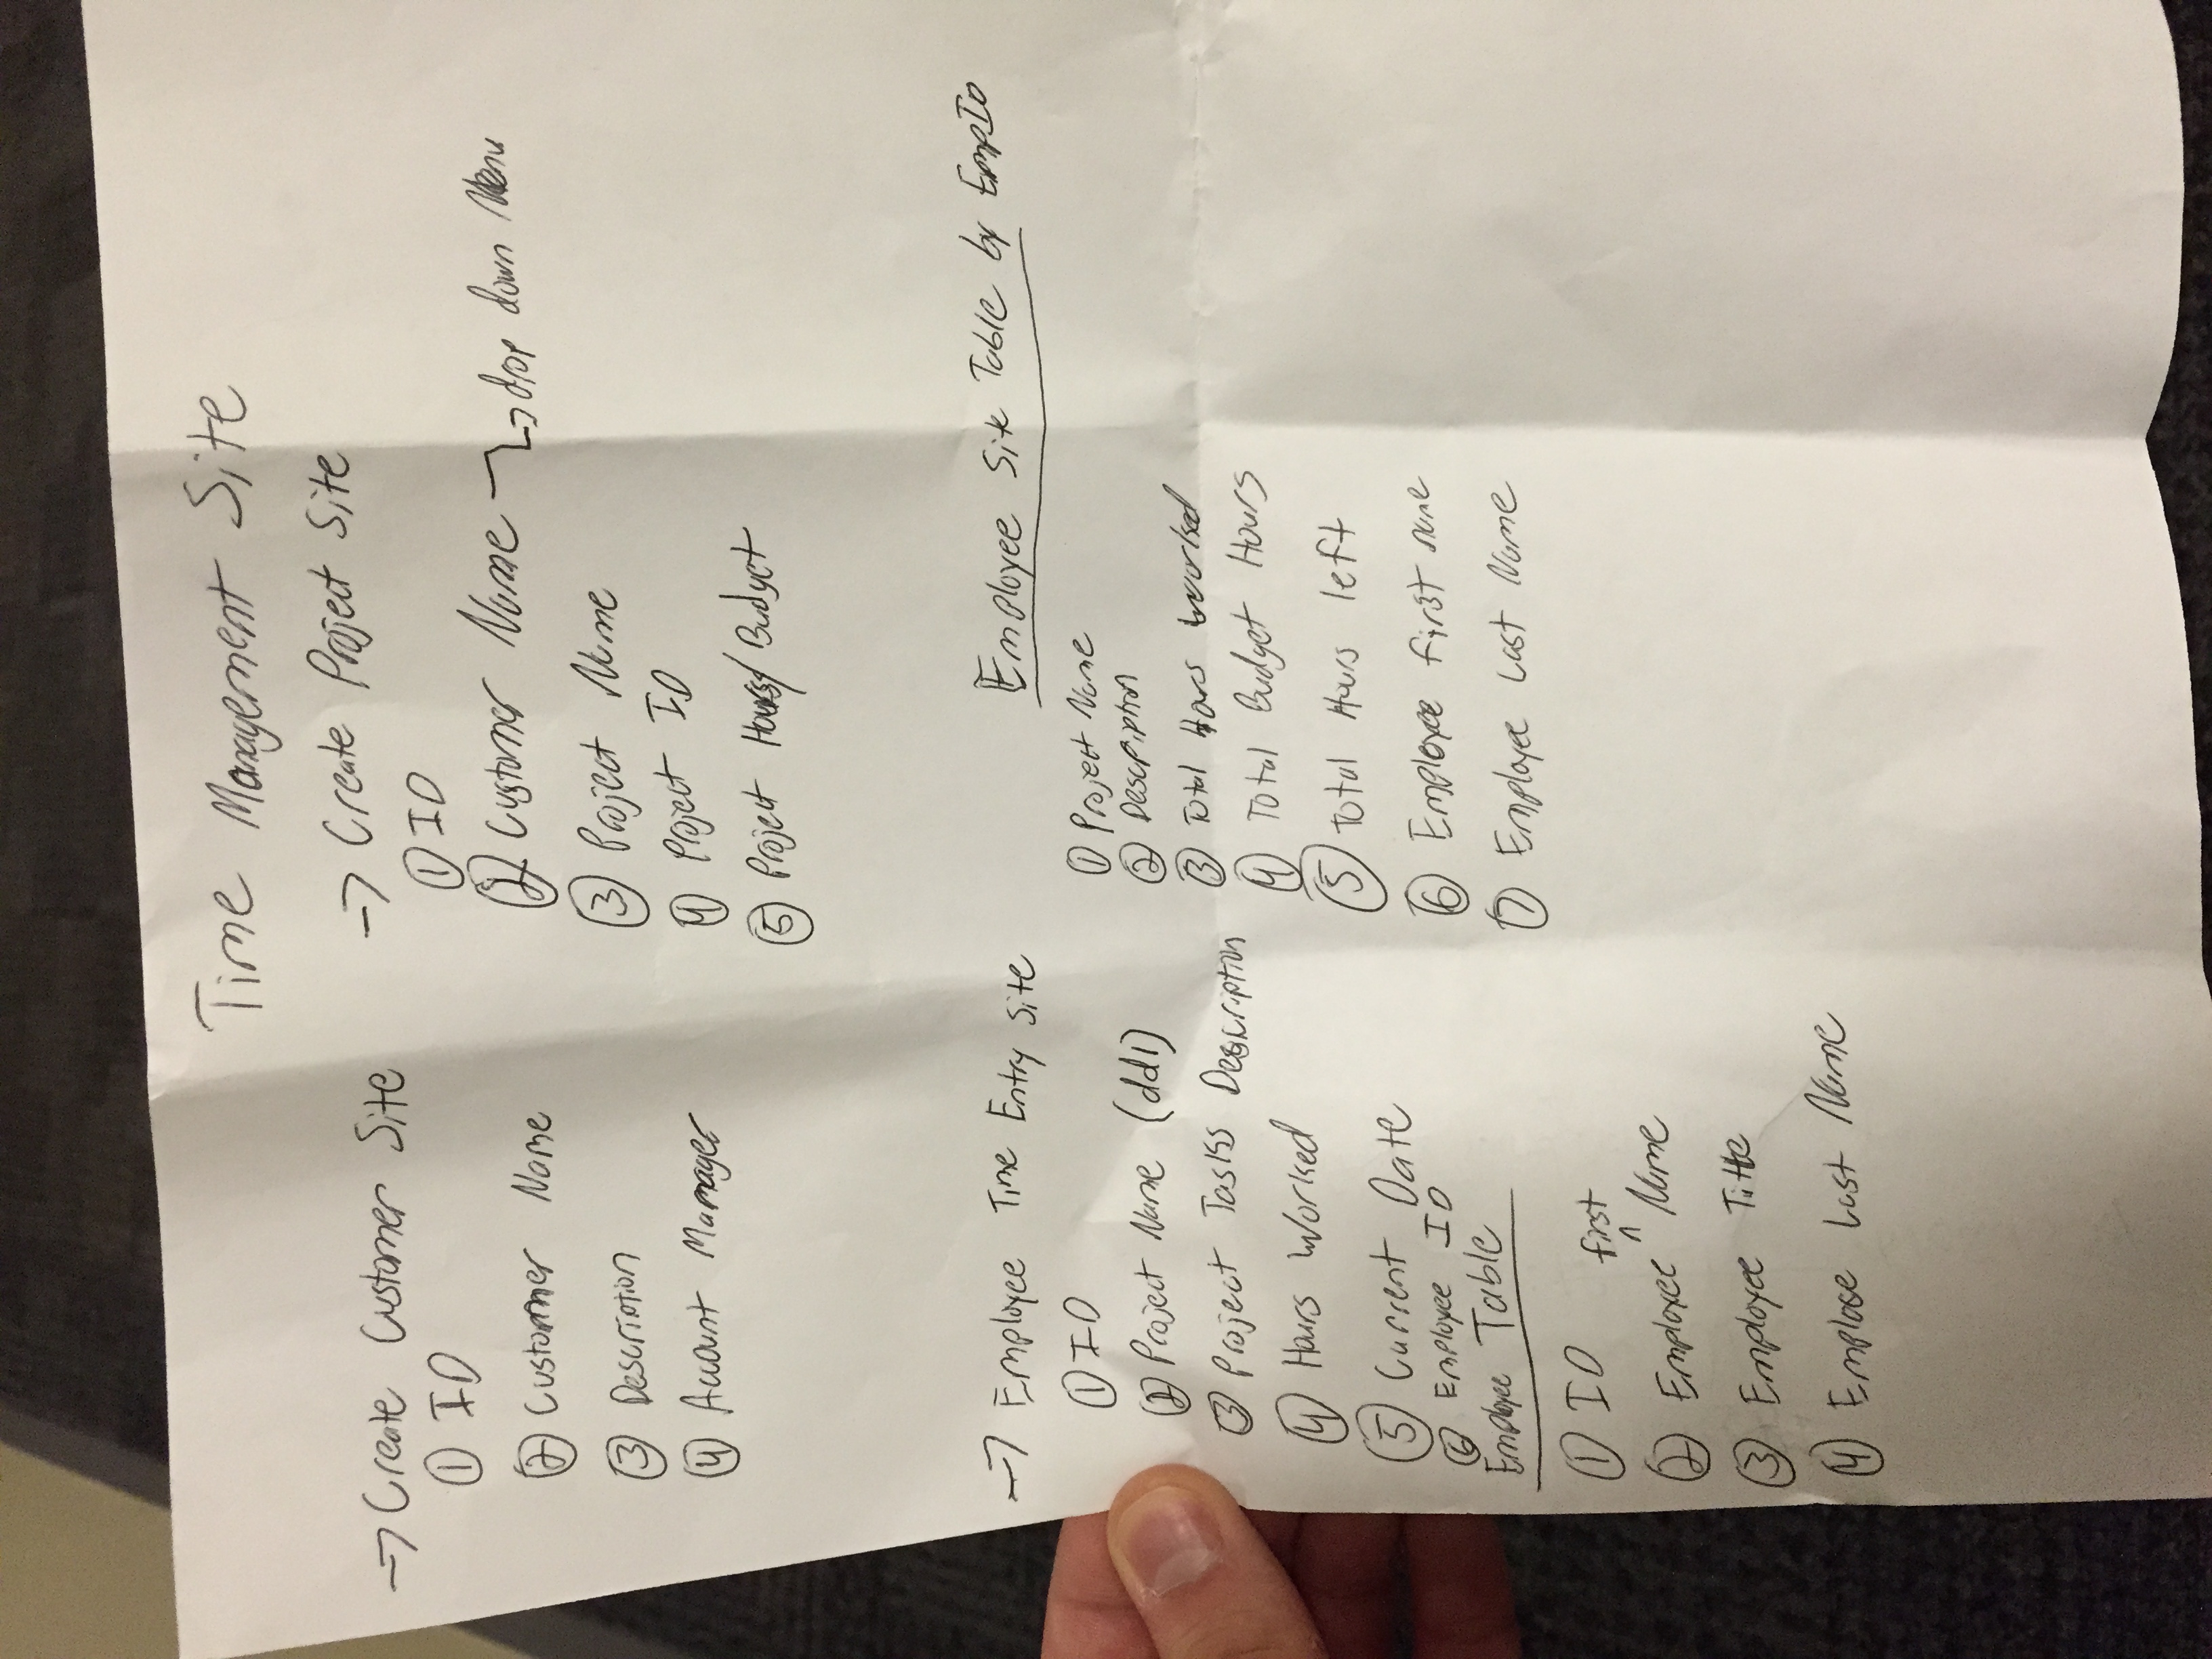 Time Management Site
→ Create Customer Site
① ID
② Customer Name
③ Description
④ Account Manager
→ Create Project Site
① ID
② Customer Name → drop down Menu
③ Project Name
④ Project ID
⑤ Project Hours/Budget
→ Employee Time Entry Site
① ID
② Project Name (ddl)
③ Project Tasks Description
④ Hours Worked
⑤ Current Date
⑥ Employee ID
Employee Table
① ID
② Employee first Name
③ Employee Title
④ Employee Last Name
Employee Site Table by EmpID
① Project Name
② Description
③ Total Hours worked
④ Total Budget Hours
⑤ Total Hours left
⑥ Employee first name
⑦ Employee Last Name